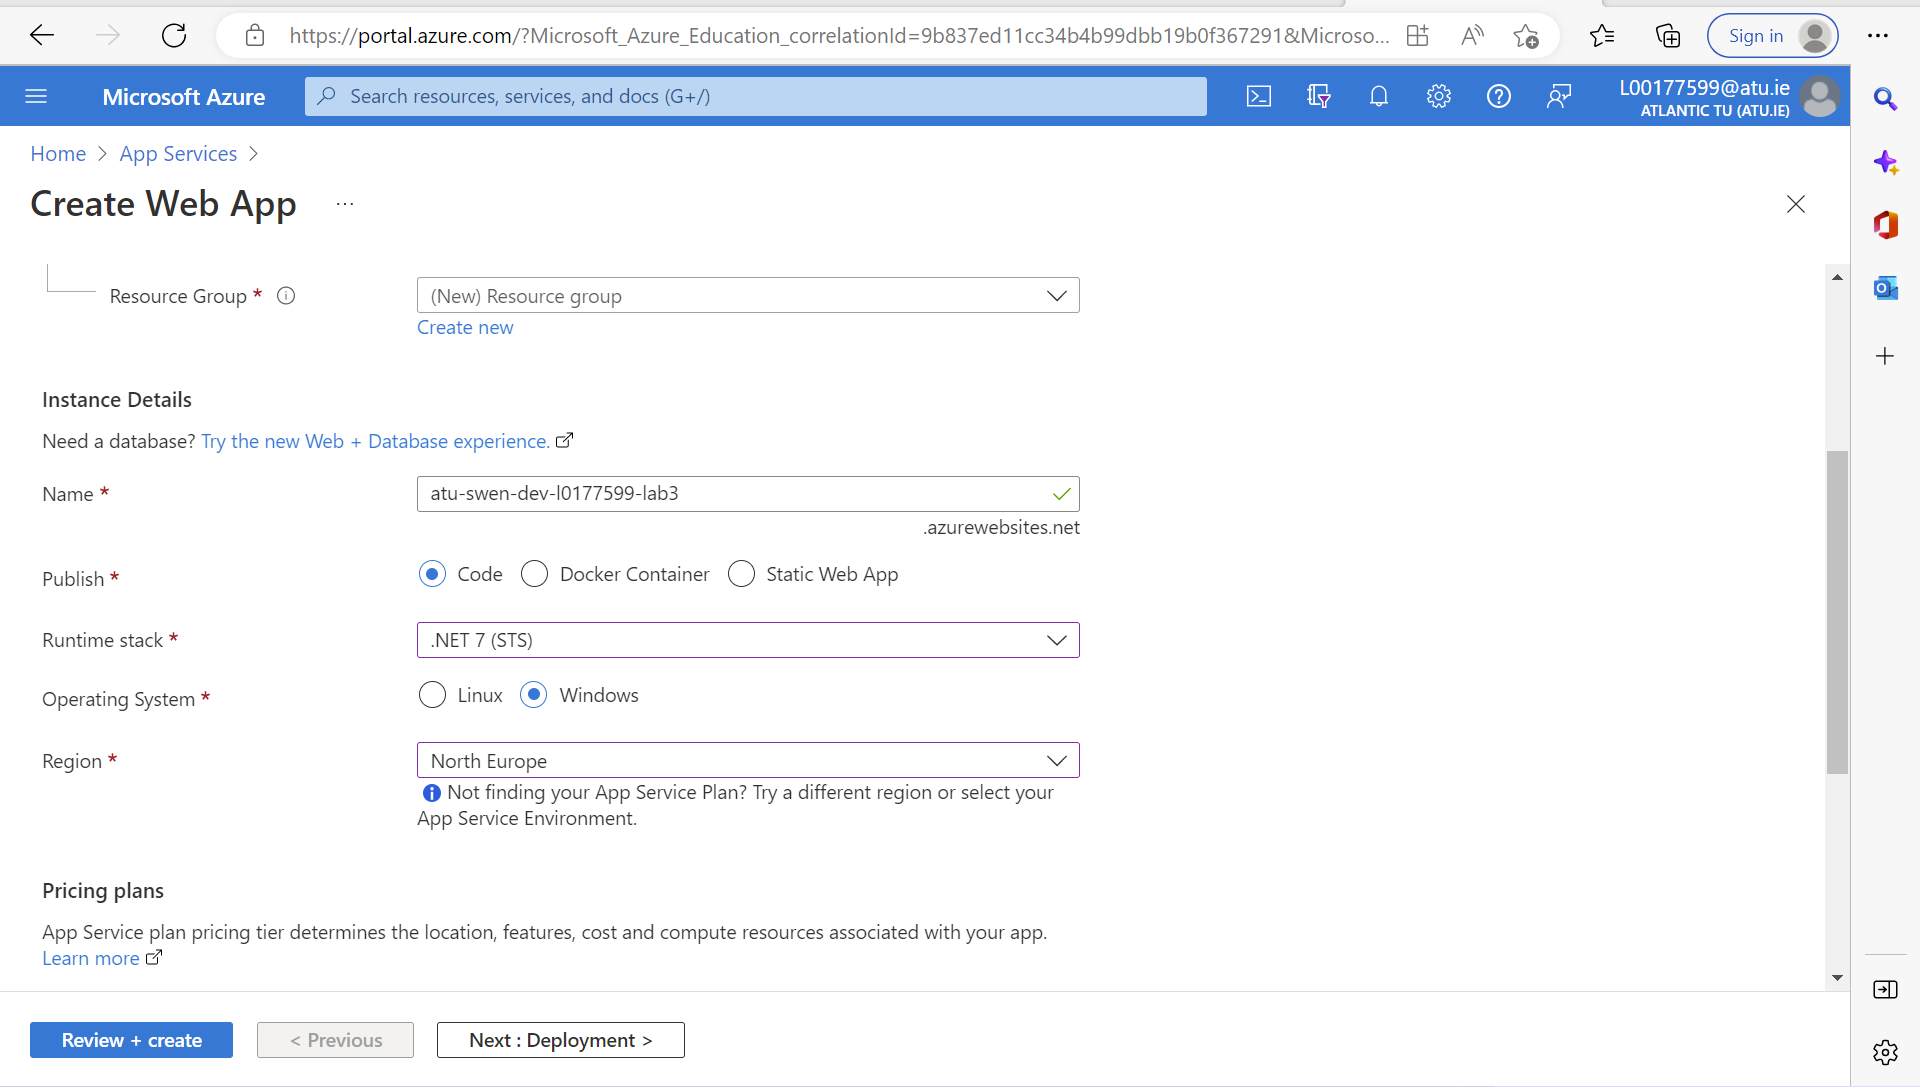 https://portal.azure.com/?Microsoft_Azure_Education_correlationId=9b837ed11cc34b4b99dbb19b0f367291&Microso...
Sign in
Microsoft Azure
Search resources, services, and docs (G+/)
L00177599@atu.ie
ATLANTIC TU (ATU.IE)
Home > App Services >
Create Web App ...
Resource Group *
(New) Resource group
Create new
Instance Details
Need a database? Try the new Web + Database experience.
Name *
atu-swen-dev-l0177599-lab3
.azurewebsites.net
Publish *
Code Docker Container Static Web App
Runtime stack *
.NET 7 (STS)
Operating System *
Linux Windows
Region *
North Europe
Not finding your App Service Plan? Try a different region or select your
App Service Environment.
Pricing plans
App Service plan pricing tier determines the location, features, cost and compute resources associated with your app.
Learn more
Review + create
< Previous
Next : Deployment >